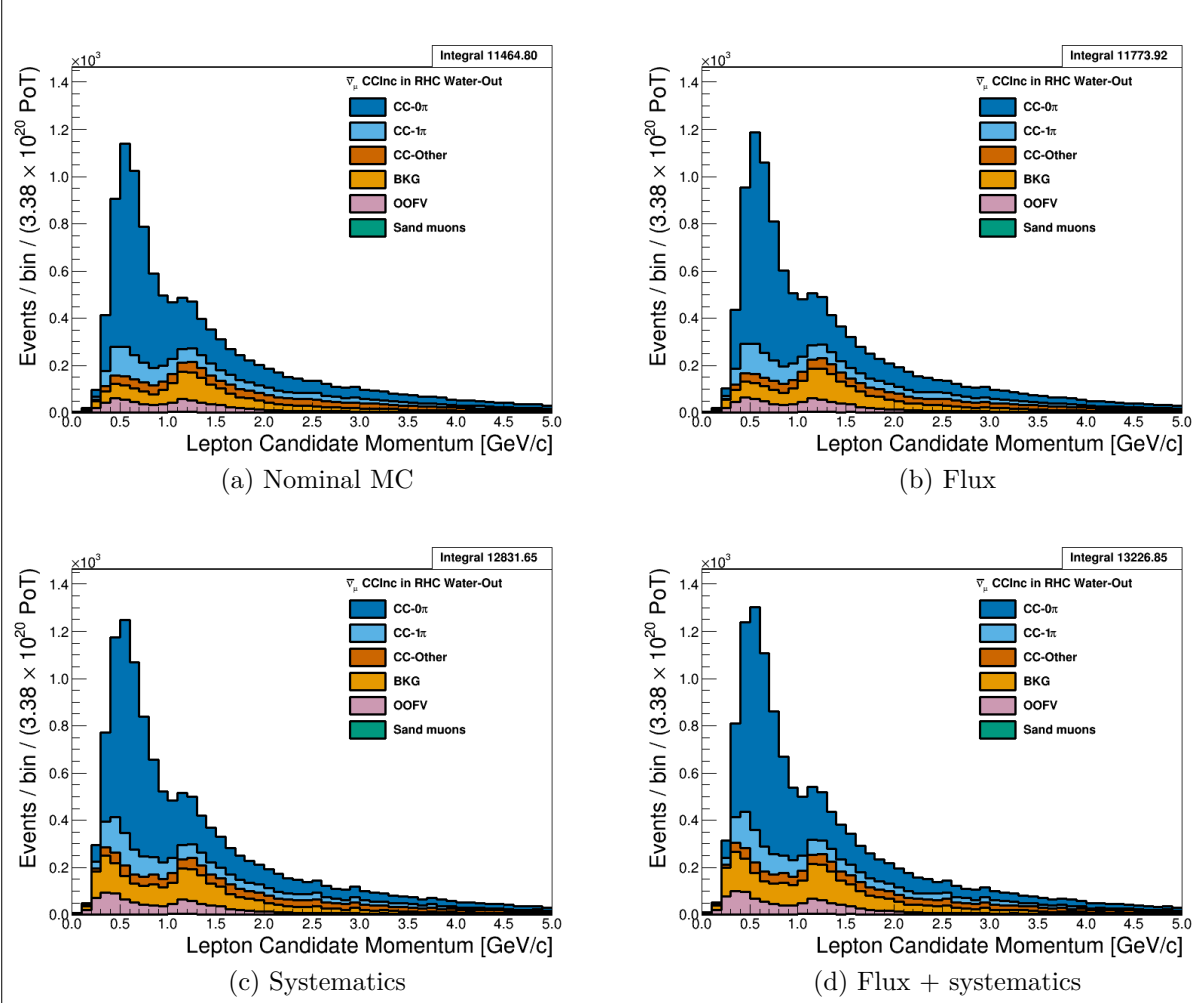 Integral 11464.80
×10³
1.4
1.2
1.0
0.8
0.6
0.4
0.2
0.0
Events / bin / (3.38 × 10²⁰ PoT)
ν̅μ CCInc in RHC Water-Out
CC-0π
CC-1π
CC-Other
BKG
OOFV
Sand muons
0.0 0.5 1.0 1.5 2.0 2.5 3.0 3.5 4.0 4.5 5.0
Lepton Candidate Momentum [GeV/c]
(a) Nominal MC
Integral 11773.92
×10³
1.4
1.2
1.0
0.8
0.6
0.4
0.2
0.0
Events / bin / (3.38 × 10²⁰ PoT)
ν̅μ CCInc in RHC Water-Out
CC-0π
CC-1π
CC-Other
BKG
OOFV
Sand muons
0.0 0.5 1.0 1.5 2.0 2.5 3.0 3.5 4.0 4.5 5.0
Lepton Candidate Momentum [GeV/c]
(b) Flux
Integral 12831.65
×10³
1.4
1.2
1.0
0.8
0.6
0.4
0.2
0.0
Events / bin / (3.38 × 10²⁰ PoT)
ν̅μ CCInc in RHC Water-Out
CC-0π
CC-1π
CC-Other
BKG
OOFV
Sand muons
0.0 0.5 1.0 1.5 2.0 2.5 3.0 3.5 4.0 4.5 5.0
Lepton Candidate Momentum [GeV/c]
(c) Systematics
Integral 13226.85
×10³
1.4
1.2
1.0
0.8
0.6
0.4
0.2
0.0
Events / bin / (3.38 × 10²⁰ PoT)
ν̅μ CCInc in RHC Water-Out
CC-0π
CC-1π
CC-Other
BKG
OOFV
Sand muons
0.0 0.5 1.0 1.5 2.0 2.5 3.0 3.5 4.0 4.5 5.0
Lepton Candidate Momentum [GeV/c]
(d) Flux + systematics